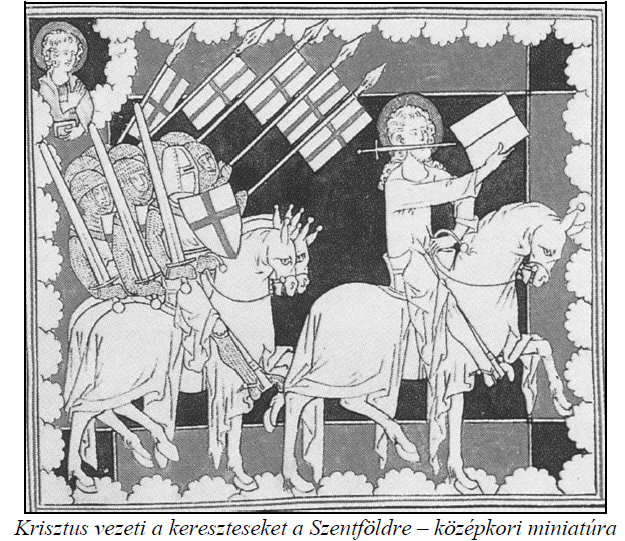 Krisztus vezeti a kereszteseket a Szentföldre – középkori miniatúra